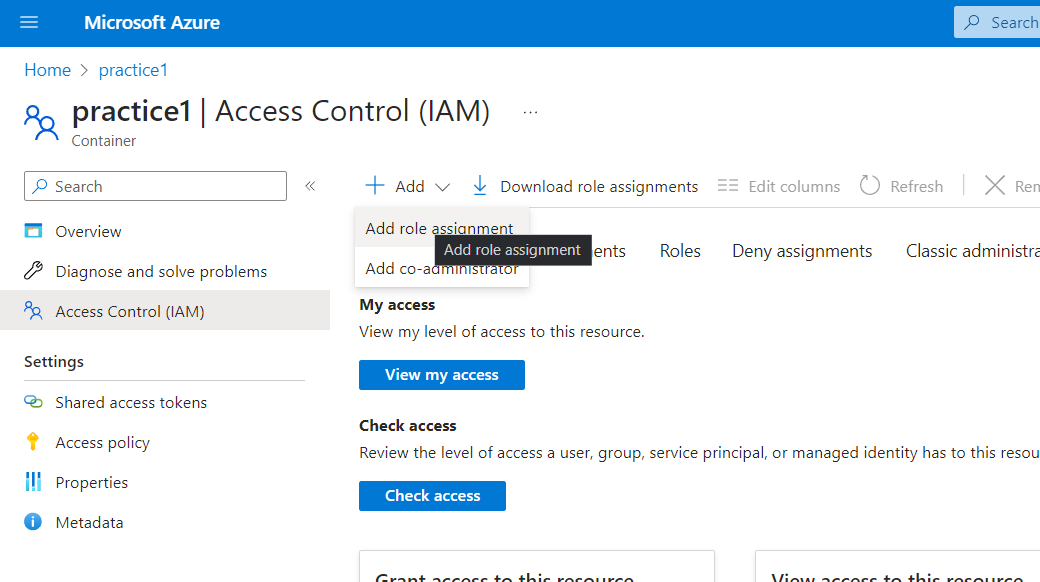 Microsoft Azure
Search
Home > practice1
practice1 | Access Control (IAM) ...
Container
Search «
Add Download role assignments Edit columns Refresh
Overview
Diagnose and solve problems
Access Control (IAM)
Settings
Shared access tokens
Access policy
Properties
Metadata
Add role assignment
Add role assignment
Add co-administrator
Roles Deny assignments Classic
My access
View my level of access to this resource.
View my access
Check access
Review the level of access a user, group, service principal, or managed identity has to this
Check access
Grant access to this resource
View access to this resource